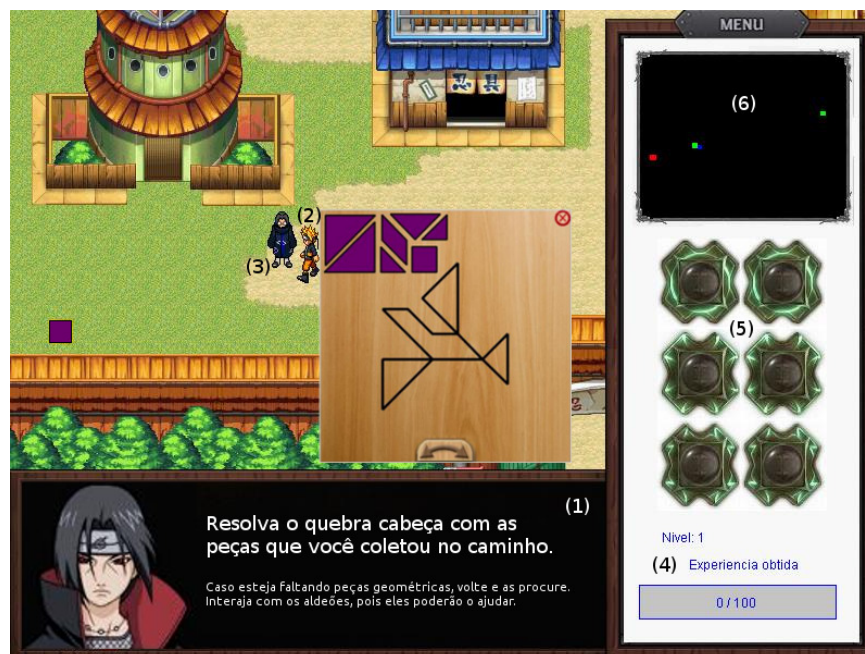 MENU
(6)
(2)
(3)
(5)
(1)
Resolva o quebra cabeça com as
peças que você coletou no caminho.
Caso esteja faltando peças geométricas, volte e as procure.
Interaja com os aldeões, pois eles poderão o ajudar.
Nivel: 1
(4) Experiencia obtida
0 / 100